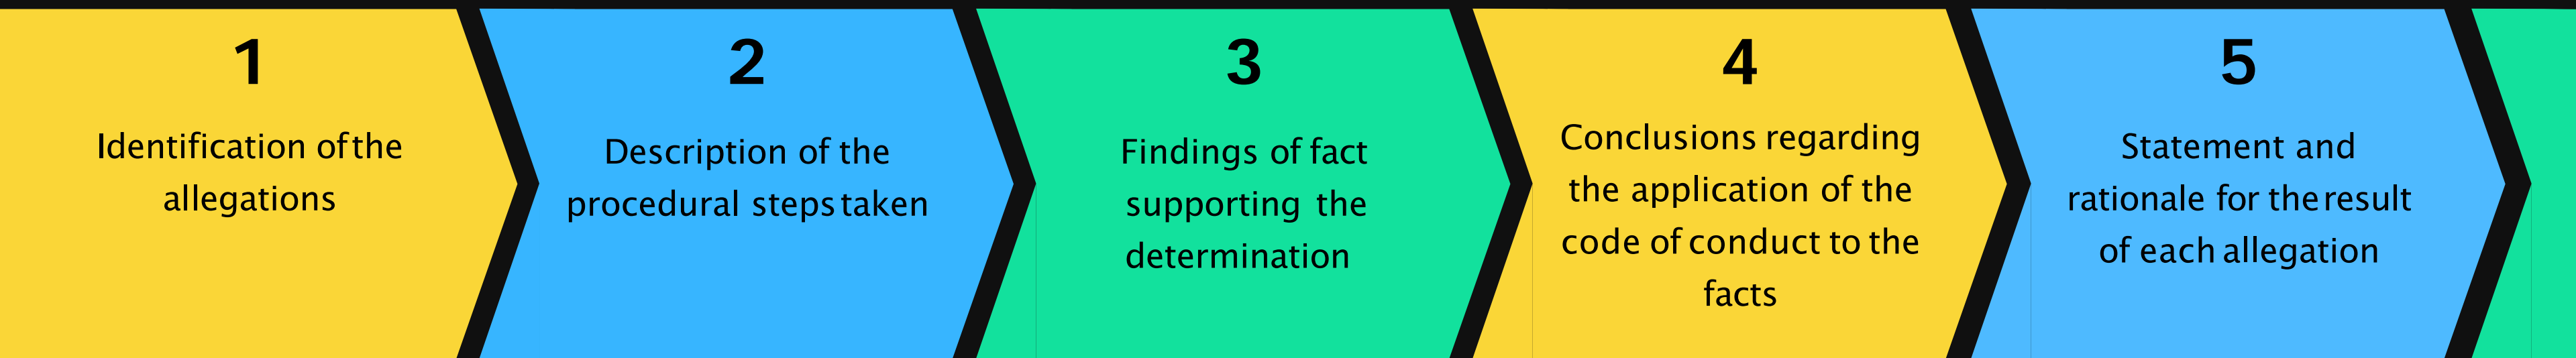 1
Identification of the
allegations
2
Description of the
procedural steps taken
3
Findings of fact
supporting the
determination
4
Conclusions regarding
the application of the
code of conduct to the
facts
5
Statement and
rationale for the result
of each allegation